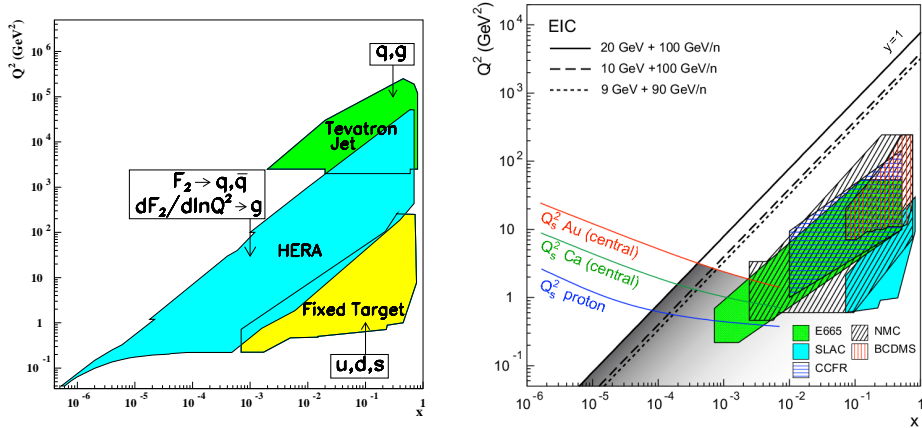 Q² (GeV²)
10⁶
10⁵
10⁴
10³
10²
10
1
10⁻¹
q,g
Tevatron
Jet
F₂→ q,q̄
dF₂/dlnQ²→ g
HERA
Fixed Target
u,d,s
10⁻⁶
10⁻⁵
10⁻⁴
10⁻³
10⁻²
10⁻¹
1
x
Q² (GeV²)
10⁴
10³
10²
10
1
10⁻¹
EIC
20 GeV + 100 GeV/n
10 GeV +100 GeV/n
9 GeV + 90 GeV/n
y=1
Qₛ² Au (central)
Qₛ² Ca (central)
Qₛ² proton
E665
NMC
SLAC
BCDMS
CCFR
10⁻⁶
10⁻⁵
10⁻⁴
10⁻³
10⁻²
10⁻¹
1
x